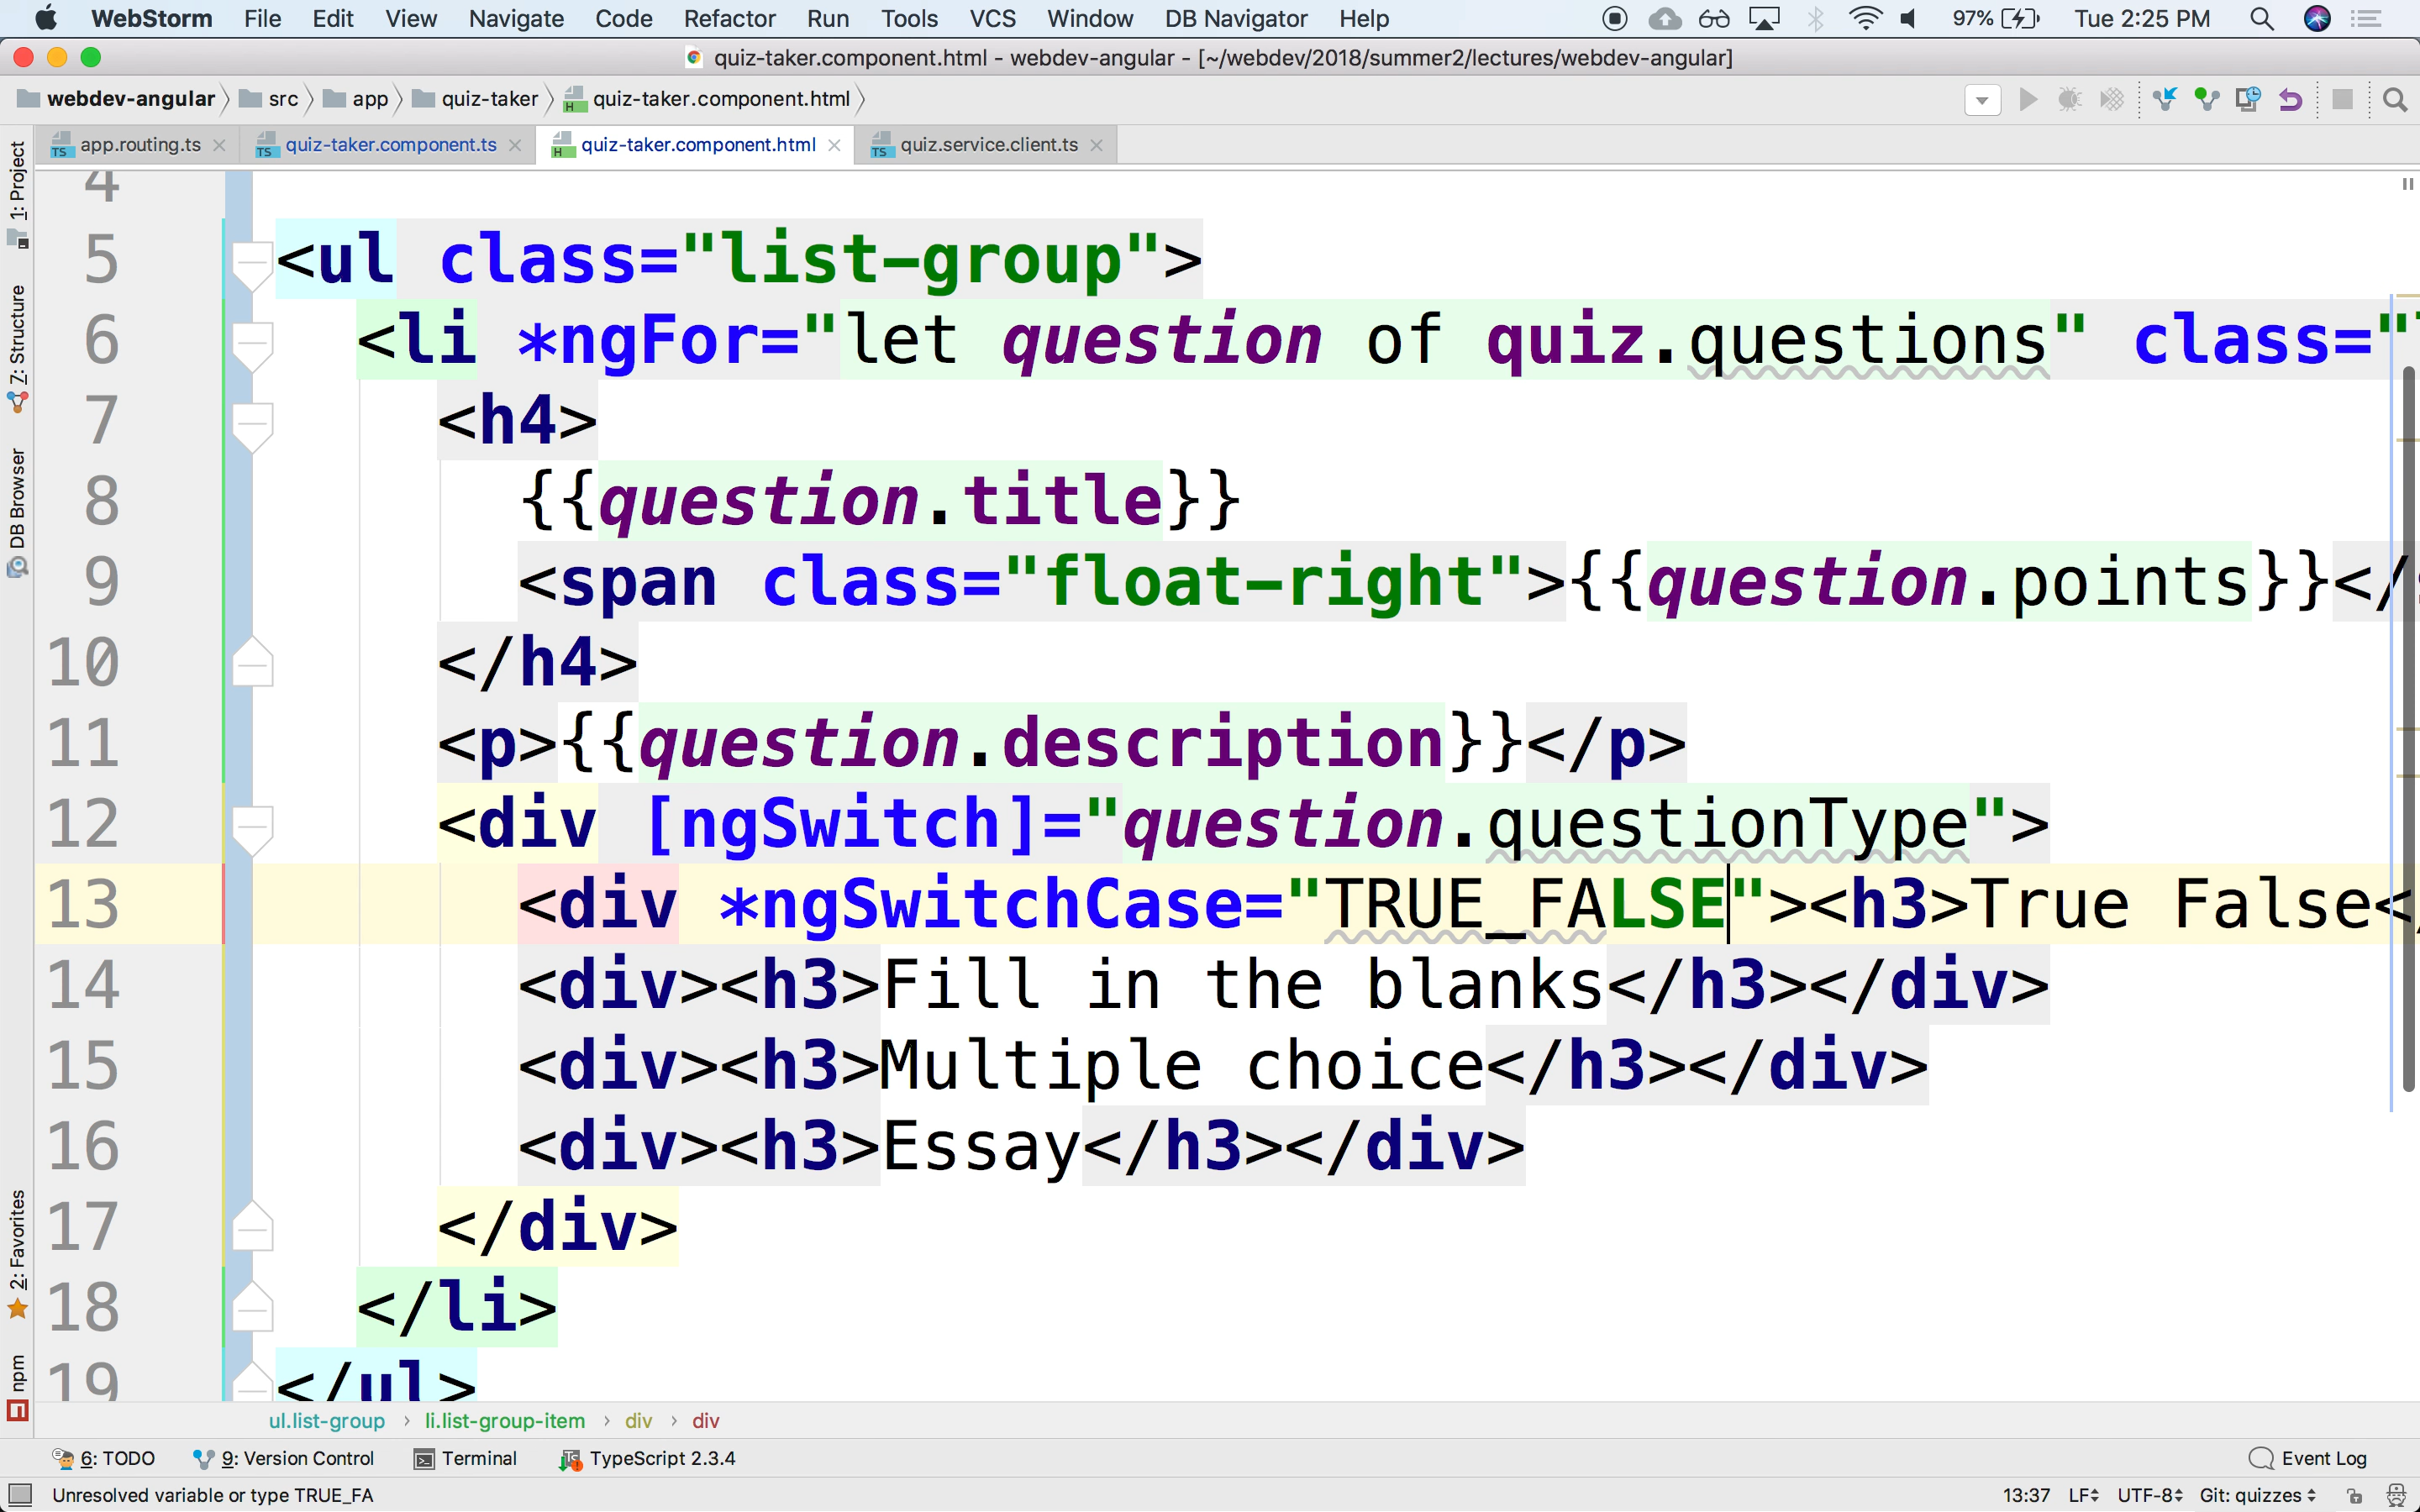 WebStorm File Edit View Navigate Code Refactor Run Tools VCS Window DB Navigator Help 97% Tue 2:25 PM
quiz-taker.component.html - webdev-angular - [~/webdev/2018/summer2/lectures/webdev-angular]
webdev-angular src app quiz-taker quiz-taker.component.html
app.routing.ts quiz-taker.component.ts quiz-taker.component.html quiz.service.client.ts
1: Project
7: Structure
DB Browser
2: Favorites
npm
4
5 <ul class="list-group">
6 <li *ngFor="let question of quiz.questions" class="
7 <h4>
8 {{question.title}}
9 <span class="float-right">{{question.points}}</
10 </h4>
11 <p>{{question.description}}</p>
12 <div [ngSwitch]="question.questionType">
13 <div *ngSwitchCase="TRUE_FALSE"><h3>True False<
14 <div><h3>Fill in the blanks</h3></div>
15 <div><h3>Multiple choice</h3></div>
16 <div><h3>Essay</h3></div>
17 </div>
18 </li>
19 </ul>
ul.list-group › li.list-group-item › div › div
6: TODO 9: Version Control Terminal TypeScript 2.3.4 Event Log
Unresolved variable or type TRUE_FA 13:37 LF UTF-8 Git: quizzes